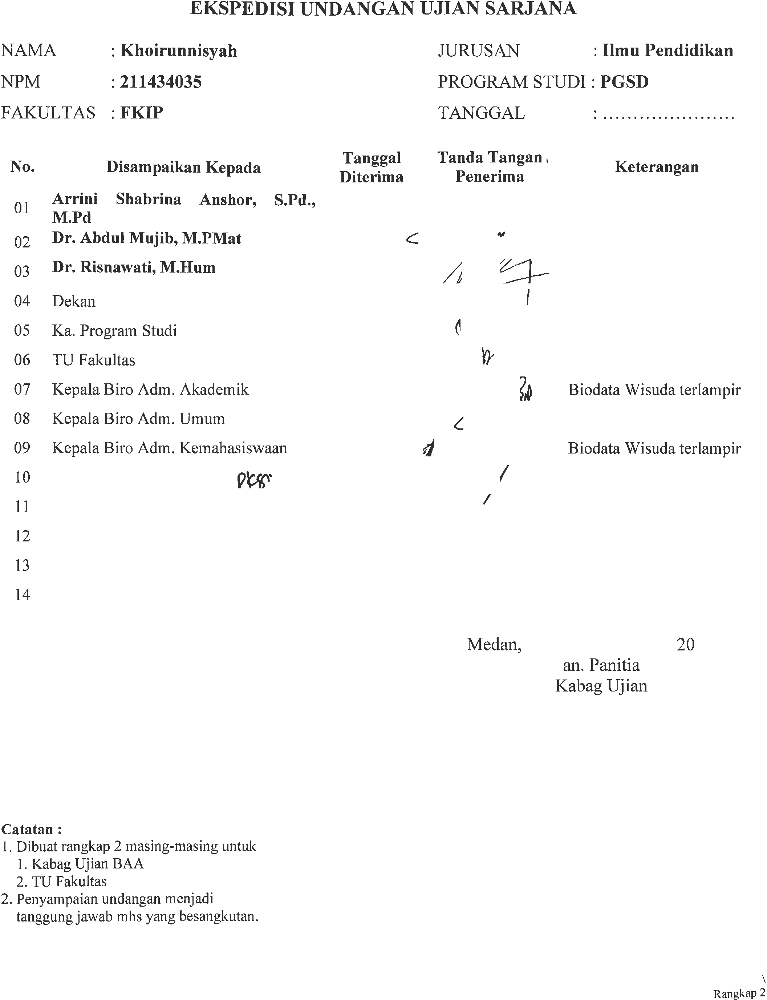 EKSPEDISI UNDANGAN UJIAN SARJANA
NAMA : Khoirunnisyah JURUSAN : Ilmu Pendidikan
NPM : 211434035 PROGRAM STUDI : PGSD
FAKULTAS : FKIP TANGGAL : ......................
No. Disampaikan Kepada Tanggal Diterima Tanda Tangan Penerima Keterangan
01 Arrini Shabrina Anshor, S.Pd.,
M.Pd
02 Dr. Abdul Mujib, M.PMat
03 Dr. Risnawati, M.Hum
04 Dekan
05 Ka. Program Studi
06 TU Fakultas
07 Kepala Biro Adm. Akademik Biodata Wisuda terlampir
08 Kepala Biro Adm. Umum
09 Kepala Biro Adm. Kemahasiswaan Biodata Wisuda terlampir
10
11
12
13
14
Medan, 20
an. Panitia
Kabag Ujian
Catatan :
1. Dibuat rangkap 2 masing-masing untuk
1. Kabag Ujian BAA
2. TU Fakultas
2. Penyampaian undangan menjadi
tanggung jawab mhs yang besangkutan.
Rangkap 2